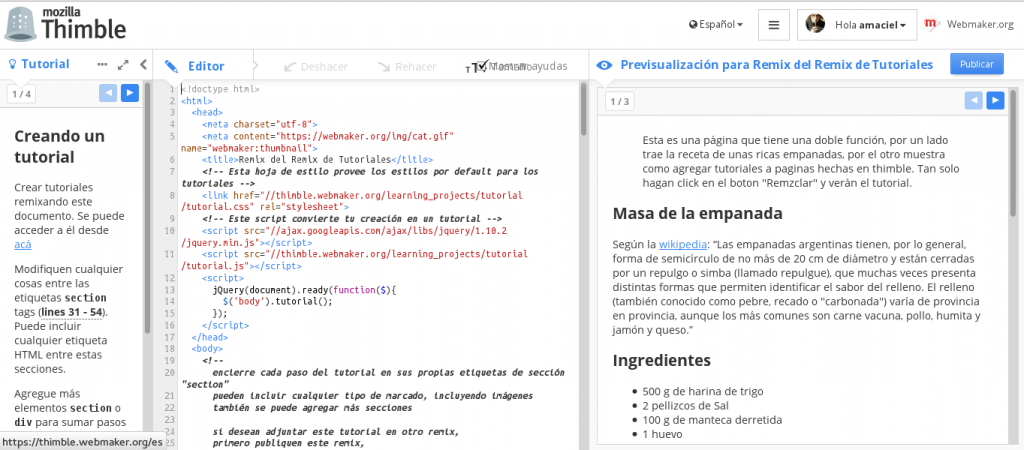 mozilla
Thimble
Español
Hola amaciel
m
Webmaker.org
Tutorial
Editor
Deshacer
Rehacer
Mostrar ayudas
Previsualización para Remix del Remix de Tutoriales
Publicar
1 / 4
Creando un
tutorial
Crear tutoriales
remixando este
documento. Se puede
acceder a él desde
acá
Modifiquen cualquier
cosas entre las
etiquetas section
tags (lines 31 - 54).
Puede incluir
cualquier etiqueta
HTML entre estas
secciones.
Agregue más
elementos section o
div para sumar pasos
https://thimble.webmaker.org/es
1 <!doctype html>
2 <html>
3 <head>
4 <meta charset="utf-8">
5 <meta content="https://webmaker.org/img/cat.gif"
name="webmaker:thumbnail">
6 <title>Remix del Remix de Tutoriales</title>
7 <!-- Esta hoja de estilo provee los estilos por default para los
tutoriales -->
8 <link href="//thimble.webmaker.org/learning_projects/tutorial
/tutorial.css" rel="stylesheet">
9 <!-- Este script convierte tu creación en un tutorial -->
10 <script src="//ajax.googleapis.com/ajax/libs/jquery/1.10.2
/jquery.min.js"></script>
11 <script src="//thimble.webmaker.org/learning_projects/tutorial
/tutorial.js"></script>
12 <script>
13 jQuery(document).ready(function($){
14 $('body').tutorial();
15 });
16 </script>
17 </head>
18 <body>
19 <!--
20 encierre cada paso del tutorial en sus propias etiquetas de sección
"section"
21 pueden incluir cualquier tipo de marcado, incluyendo imágenes
22 también se puede agregar más secciones
23
24 si desean adjuntar este tutorial en otro remix,
25 primero publiquen este remix,
1 / 3
Esta es una página que tiene una doble función, por un lado
trae la receta de unas ricas empanadas, por el otro muestra
como agregar tutoriales a paginas hechas en thimble. Tan solo
hagan click en el boton "Remzclar" y verán el tutorial.
Masa de la empanada
Según la wikipedia: “Las empanadas argentinas tienen, por lo general,
forma de semicírculo de no más de 20 cm de diámetro y están cerradas
por un repulgo o simba (llamado repulgue), que muchas veces presenta
distintas formas que permiten identificar el sabor del relleno. El relleno
(también conocido como pebre, recado o "carbonada") varía de provincia
en provincia, aunque los más comunes son carne vacuna, pollo, humita y
jamón y queso.”
Ingredientes
500 g de harina de trigo
2 pellizcos de Sal
100 g de manteca derretida
1 huevo